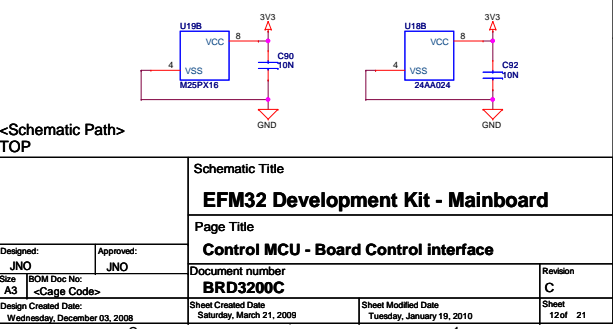 U19B
3V3
VCC
8
C90
10N
4
VSS
M25PX16
GND
U18B
3V3
VCC
8
C92
10N
4
VSS
24AA024
GND
<Schematic Path>
TOP
Schematic Title
EFM32 Development Kit - Mainboard
Page Title
Control MCU - Board Control interface
Designed:
JNO
Approved:
JNO
Document number
BRD3200C
Revision
C
Size
A3
BOM Doc No:
<Cage Code>
Design Created Date:
Wednesday, December 03, 2008
Sheet Created Date
Saturday, March 21, 2009
Sheet Modified Date
Tuesday, January 19, 2010
Sheet
12of 21